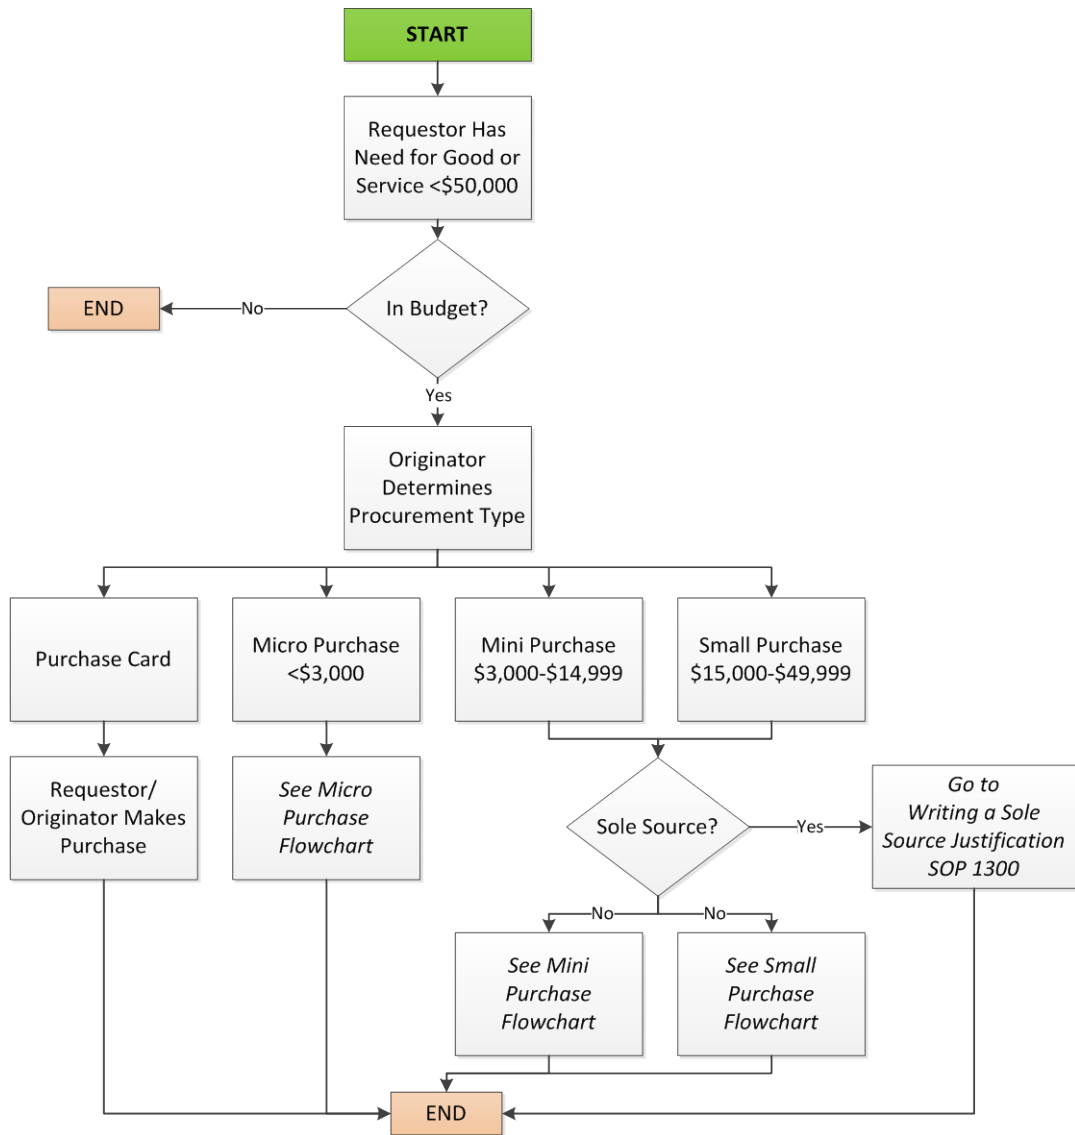 START
Requestor Has
Need for Good or
Service <$50,000
In Budget?
No
END
Yes
Originator
Determines
Procurement Type
Purchase Card
Micro Purchase
<$3,000
Mini Purchase
$3,000-$14,999
Small Purchase
$15,000-$49,999
Requestor/
Originator Makes
Purchase
See Micro
Purchase
Flowchart
Sole Source?
Yes
Go to
Writing a Sole
Source Justification
SOP 1300
No
No
See Mini
Purchase
Flowchart
See Small
Purchase
Flowchart
END